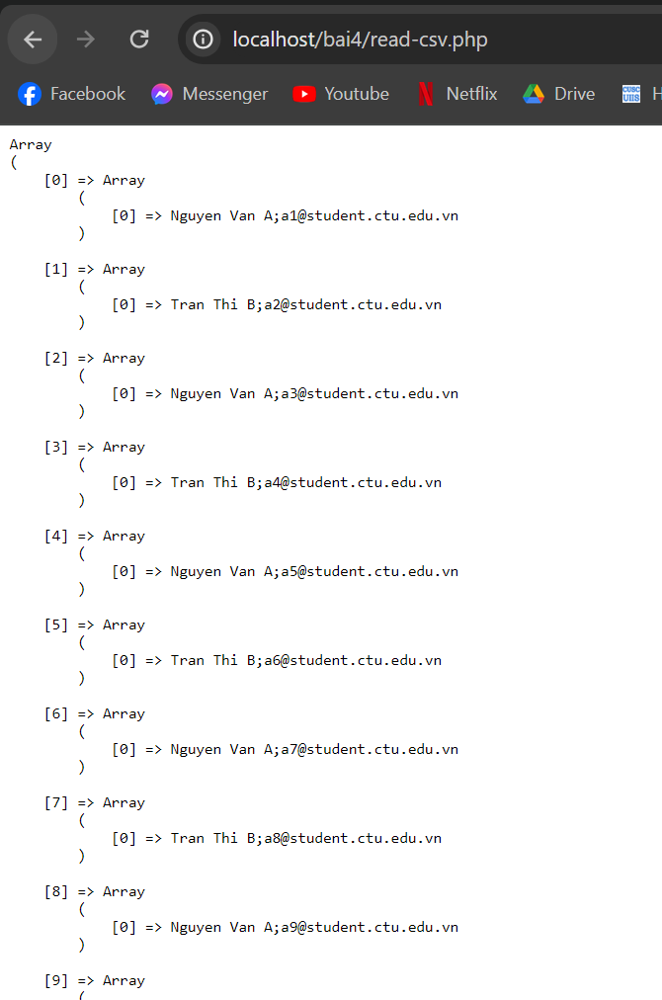 localhost/bai4/read-csv.php
Facebook Messenger Youtube Netflix Drive CUSC UIIS H
Array
(
[0] => Array
(
[0] => Nguyen Van A;a1@student.ctu.edu.vn
)
[1] => Array
(
[0] => Tran Thi B;a2@student.ctu.edu.vn
)
[2] => Array
(
[0] => Nguyen Van A;a3@student.ctu.edu.vn
)
[3] => Array
(
[0] => Tran Thi B;a4@student.ctu.edu.vn
)
[4] => Array
(
[0] => Nguyen Van A;a5@student.ctu.edu.vn
)
[5] => Array
(
[0] => Tran Thi B;a6@student.ctu.edu.vn
)
[6] => Array
(
[0] => Nguyen Van A;a7@student.ctu.edu.vn
)
[7] => Array
(
[0] => Tran Thi B;a8@student.ctu.edu.vn
)
[8] => Array
(
[0] => Nguyen Van A;a9@student.ctu.edu.vn
)
[9] => Array
(